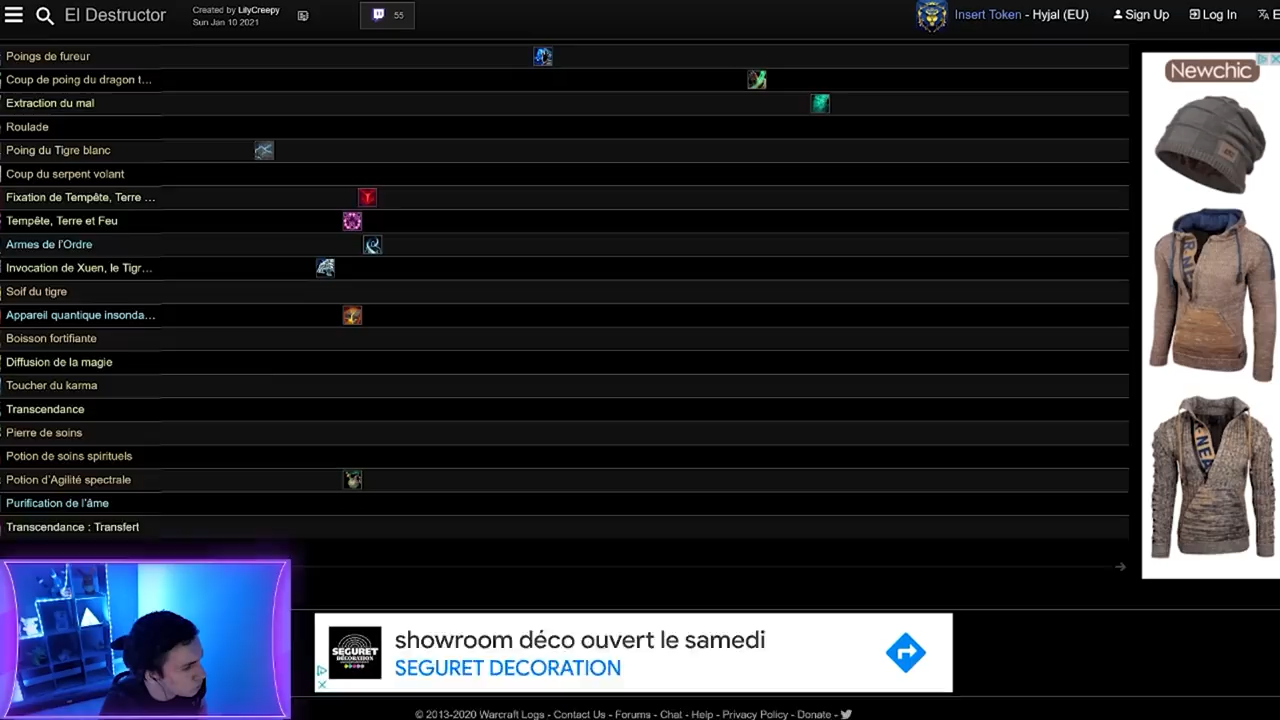 El Destructor
Created by LilyCreepy
Sun Jan 10 2021
55
Insert Token - Hyjal (EU)
Sign Up
Log In
E
Poings de fureur
Coup de poing du dragon t...
Extraction du mal
Roulade
Poing du Tigre blanc
Coup du serpent volant
Fixation de Tempête, Terre ...
Tempête, Terre et Feu
Armes de l'Ordre
Invocation de Xuen, le Tigr...
Soif du tigre
Appareil quantique insonda...
Boisson fortifiante
Diffusion de la magie
Toucher du karma
Transcendance
Pierre de soins
Potion de soins spirituels
Potion d'Agilité spectrale
Purification de l'âme
Transcendance : Transfert
Newchic
SEGURET
DECORATION
showroom déco ouvert le samedi
SEGURET DECORATION
© 2013-2020 Warcraft Logs - Contact Us - Forums - Chat - Help - Privacy Policy - Donate -